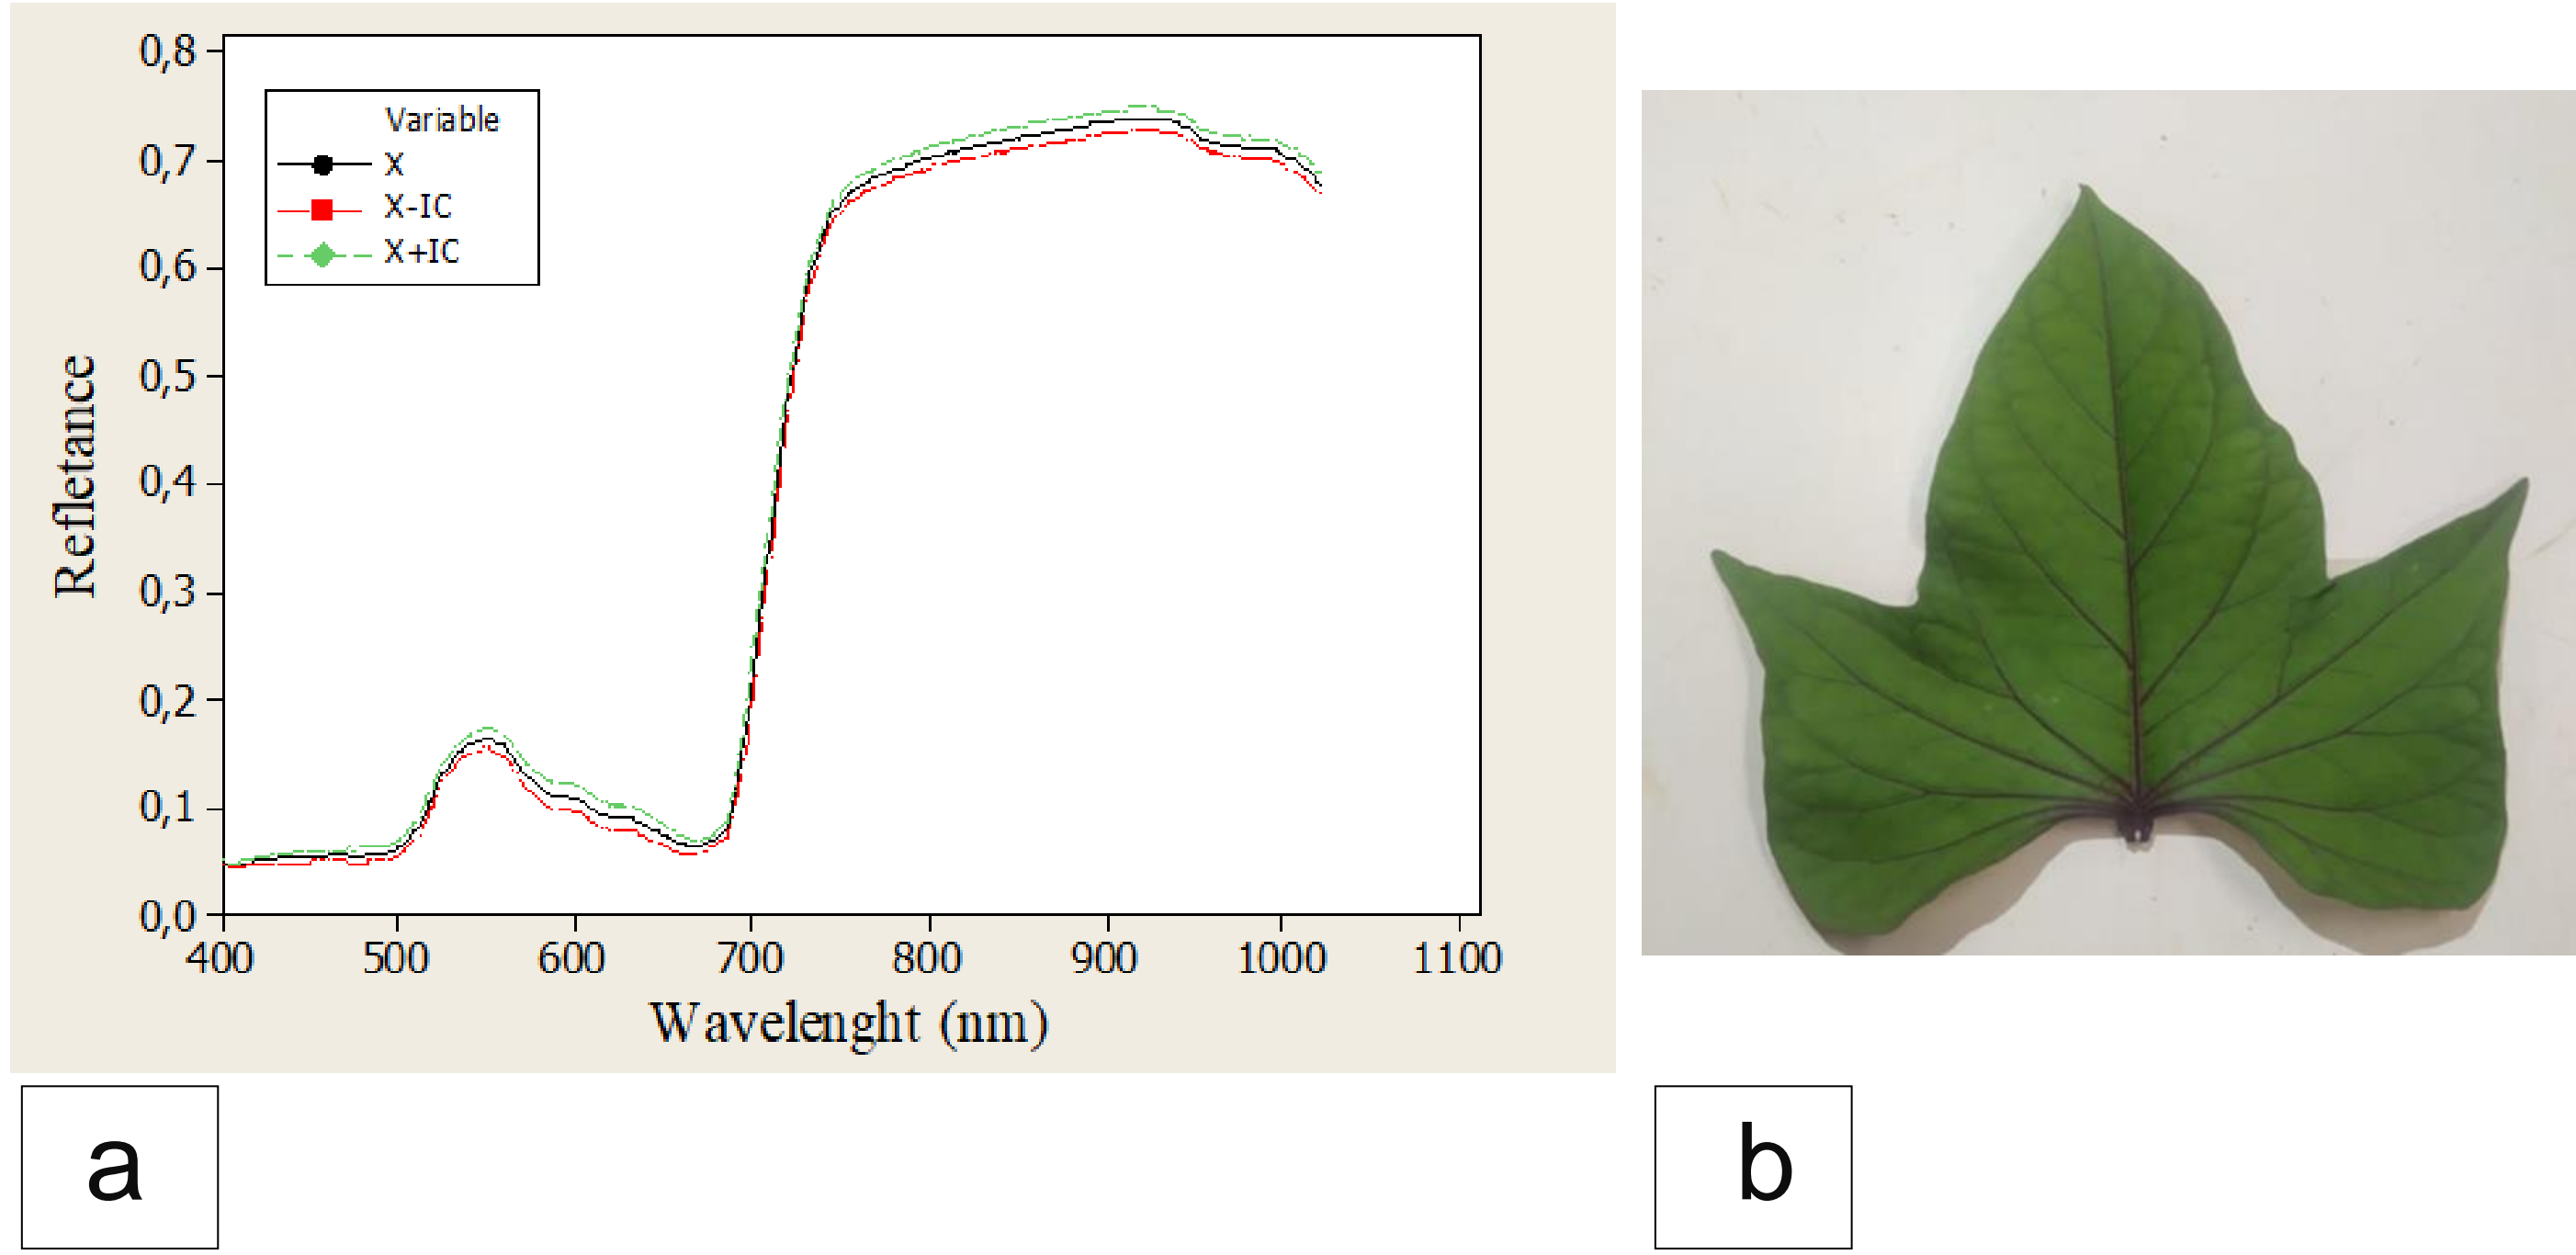 0,8
0,7
0,6
0,5
0,4
0,3
0,2
0,1
0,0
Refletance
Variable
X
X-IC
X+IC
400 500 600 700 800 900 1000 1100
Wavelenght (nm)
a
b